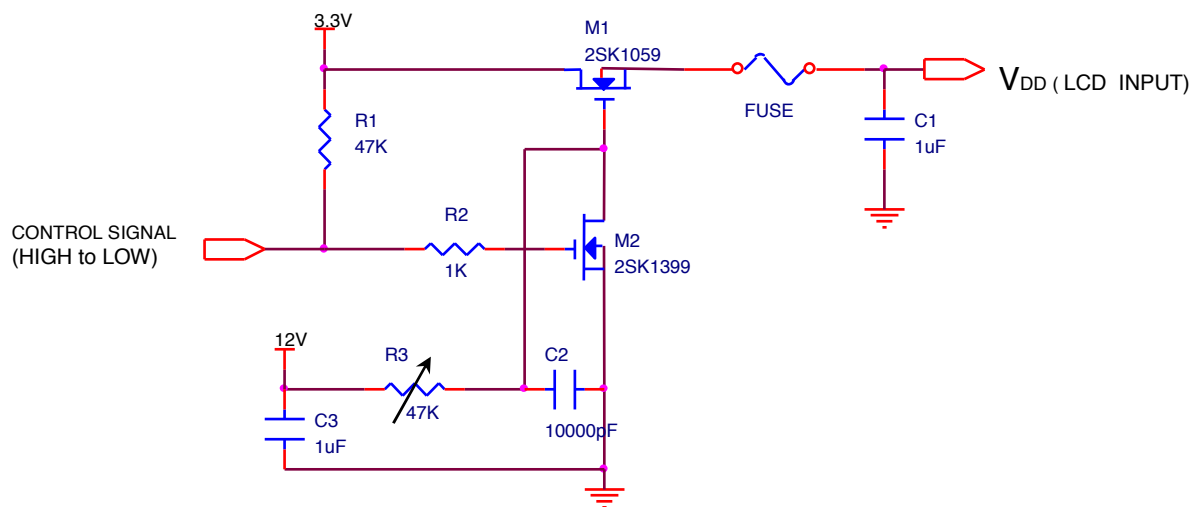 3.3V
M1
2SK1059
FUSE
VDD ( LCD INPUT)
C1
1uF
R1
47K
CONTROL SIGNAL
(HIGH to LOW)
R2
1K
M2
2SK1399
12V
R3
47K
C2
10000pF
C3
1uF